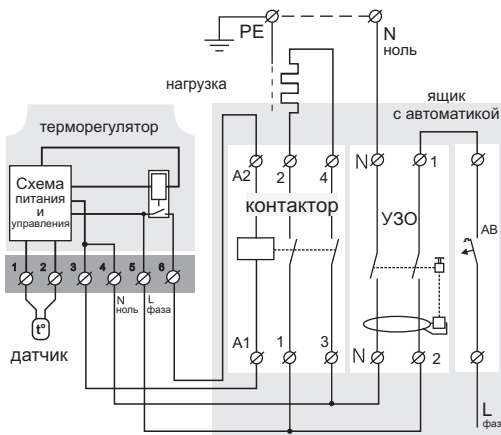 PE
N
ноль
нагрузка
ящик
с автоматикой
терморегулятор
Схема
питания
и
управления
A2
2
4
N
1
контактор
УЗО
АВ
1
2
3
4
5
6
N
ноль
L
фаза
t°
датчик
A1
1
3
N
2
L
фаза